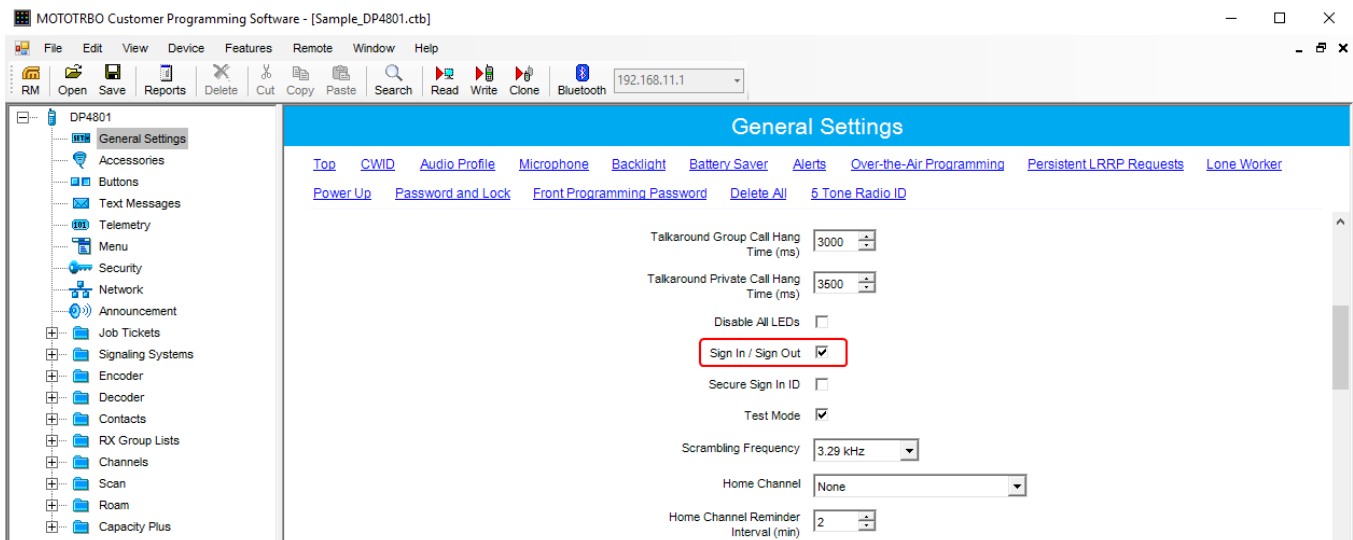 MOTOTRBO Customer Programming Software - [Sample_DP4801.ctb]
File Edit View Device Features Remote Window Help
RM Open Save Reports Delete Cut Copy Paste Search Read Write Clone Bluetooth 192.168.11.1
DP4801
General Settings
Accessories
Buttons
Text Messages
Telemetry
Menu
Security
Network
Announcement
Job Tickets
Signaling Systems
Encoder
Decoder
Contacts
RX Group Lists
Channels
Scan
Roam
Capacity Plus
General Settings
Top CWID Audio Profile Microphone Backlight Battery Saver Alerts Over-the-Air Programming Persistent LRRP Requests Lone Worker
Power Up Password and Lock Front Programming Password Delete All 5 Tone Radio ID
Talkaround Group Call Hang
Time (ms) 3000
Talkaround Private Call Hang
Time (ms) 3500
Disable All LEDs
Sign In / Sign Out
Secure Sign In ID
Test Mode
Scrambling Frequency 3.29 kHz
Home Channel None
Home Channel Reminder
Interval (min) 2